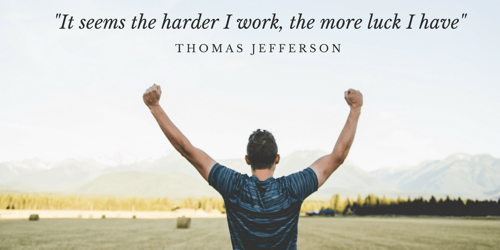 "It seems the harder I work, the more luck I have"
THOMAS JEFFERSON